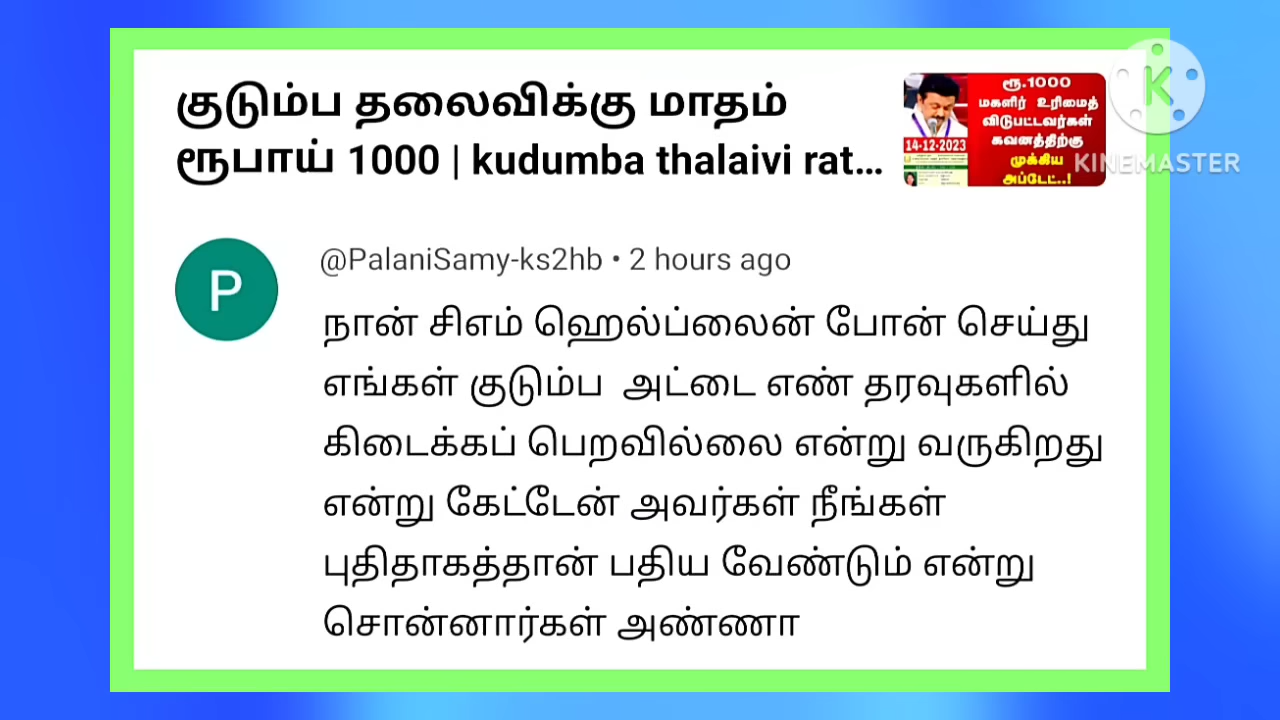 குடும்ப தலைவிக்கு மாதம்
ரூபாய் 1000 | kudumba thalaivi rat...
ரூ.1000
மகளிர் உரிமைத்
விடுபட்டவர்கள்
கவனத்திற்கு
முக்கிய
அப்டேட்..!
14-12-2023
K
KINEMASTER
P
@PalaniSamy-ks2hb • 2 hours ago
நான் சிஎம் ஹெல்ப்லைன் போன் செய்து
எங்கள் குடும்ப அட்டை எண் தரவுகளில்
கிடைக்கப் பெறவில்லை என்று வருகிறது
என்று கேட்டேன் அவர்கள் நீங்கள்
புதிதாகத்தான் பதிய வேண்டும் என்று
சொன்னார்கள் அண்ணா